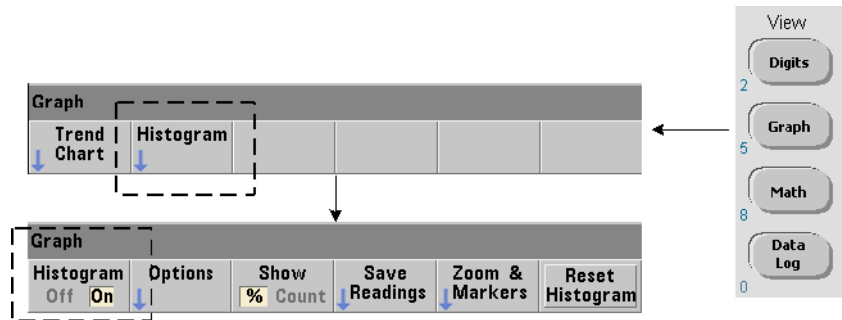 View
Digits
2
Graph
5
Math
8
Data
Log
0
Graph
Trend
Chart
Histogram
Graph
Histogram
Off On
Options
Show
% Count
Save
Readings
Zoom &
Markers
Reset
Histogram